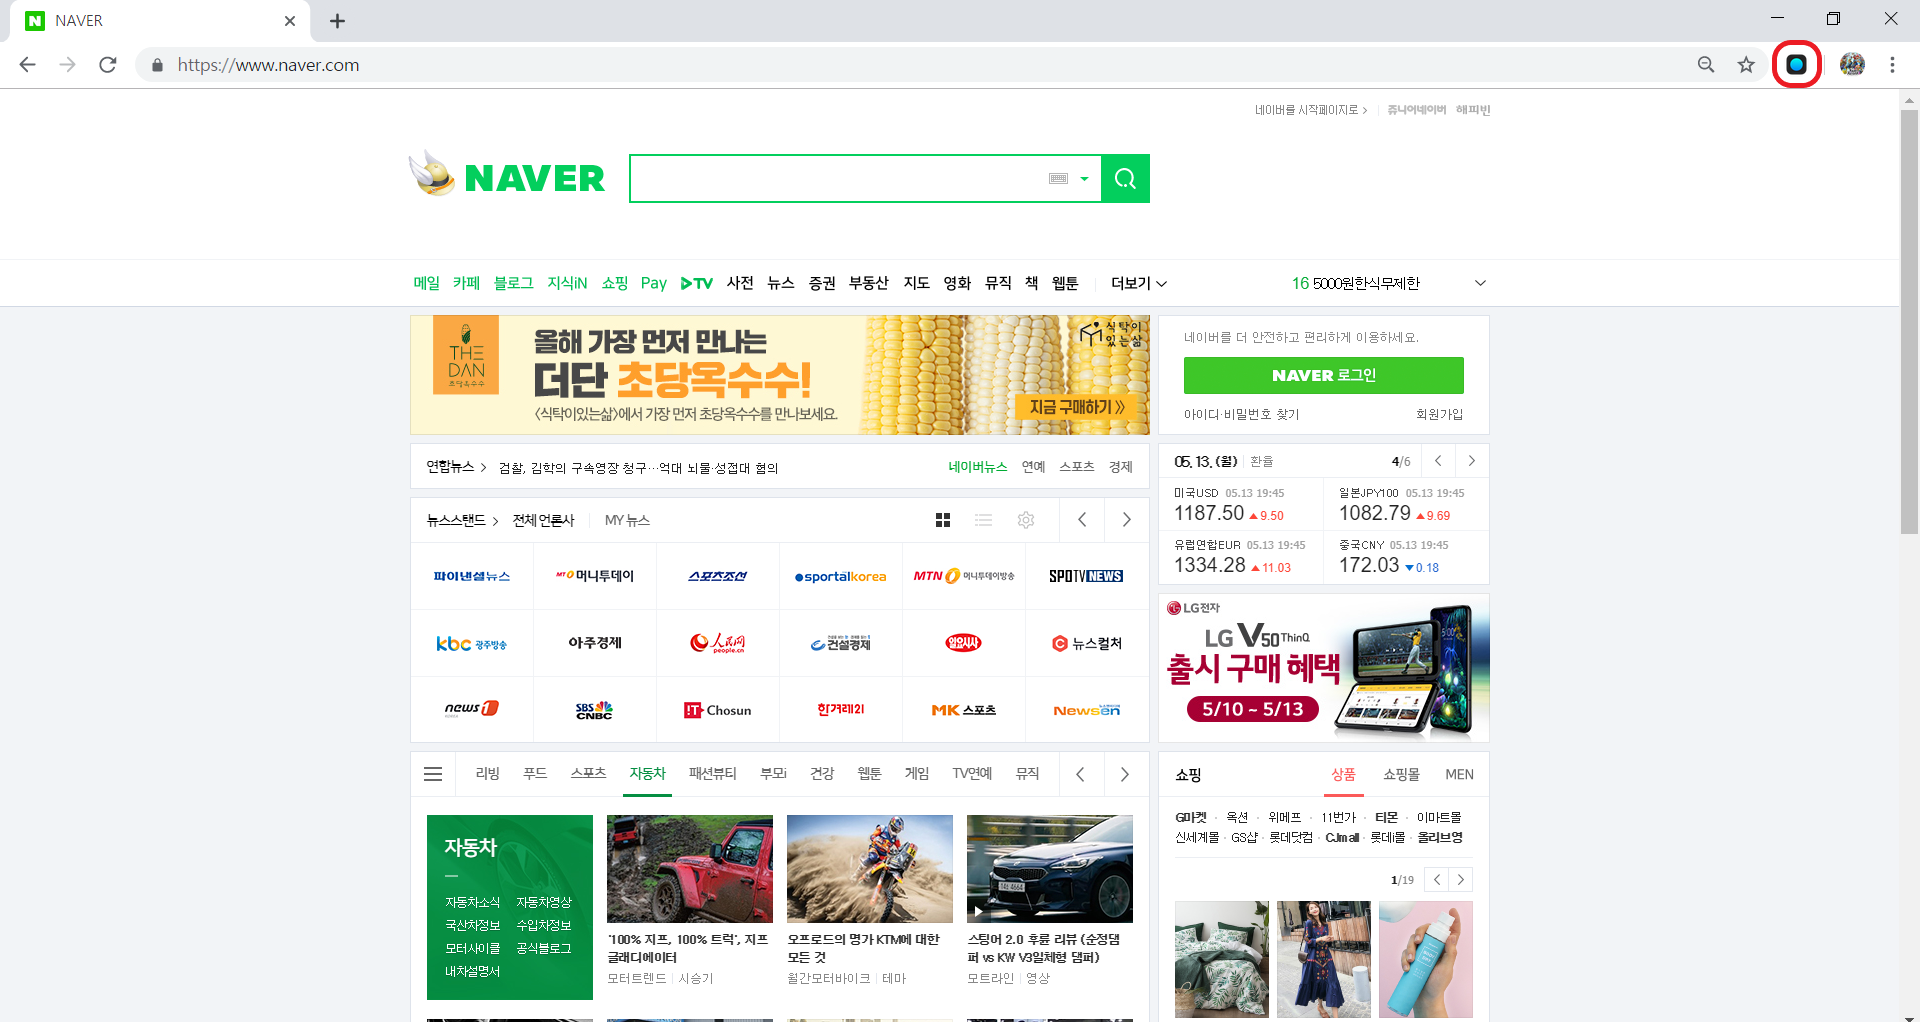 NAVER
https://www.naver.com
네이버를 시작페이지로 >
쥬니어네이버 해피빈
NAVER
메일 카페 블로그 지식iN 쇼핑 Pay TV 사전 뉴스 증권 부동산 지도 영화 뮤직 책 웹툰 더보기
16 5000원한식무제한
THE DAN
초당옥수수
올해 가장 먼저 만나는
더단 초당옥수수!
<식탁이있는삶>에서 가장 먼저 초당옥수수를 만나보세요.
식탁이
있는삶
지금 구매하기 》
네이버를 더 안전하고 편리하게 이용하세요.
NAVER 로그인
아이디·비밀번호 찾기 회원가입
연합뉴스 > 검찰, 김학의 구속영장 청구…억대 뇌물·성접대 혐의
네이버뉴스 연예 스포츠 경제
05. 13. (월) 환율 4/6
미국USD 05.13 19:45
1187.50 ▲9.50
일본JPY100 05.13 19:45
1082.79 ▲9.69
유럽연합EUR 05.13 19:45
1334.28 ▲11.03
중국CNY 05.13 19:45
172.03 ▼0.18
뉴스스탠드 > 전체 언론사 MY 뉴스
파이낸셜뉴스 MT 머니투데이 스포츠조선 sportalkorea MTN 머니투데이방송 SPOTV NEWS
kbc 광주방송 아주경제 人民网 people.cn e건설경제 일요시사 뉴스컬처
news1 SBS CNBC IT Chosun 한겨레21 MK 스포츠 Newsen
LG전자
LG V50 ThinQ
출시 구매 혜택
5/10 ~ 5/13
리빙 푸드 스포츠 자동차 패션뷰티 부모i 건강 웹툰 게임 TV연예 뮤직
자동차
자동차소식 자동차영상
국산차정보 수입차정보
모터사이클 공식블로그
내차설명서
'100% 지프, 100% 트럭', 지프
글래디에이터
모터트렌드 시승기
오프로드의 명가 KTM에 대한
모든 것
월간모터바이크 테마
스팅어 2.0 후륜 리뷰 (순정댐
퍼 vs KW V3일체형 댐퍼)
모트라인 영상
쇼핑 상품 쇼핑몰 MEN
G마켓 · 옥션 · 위메프 · 11번가 · 티몬 · 이마트몰
신세계몰 · GS샵 · 롯데닷컴 · CJmall · 롯데i몰 · 올리브영
1/19